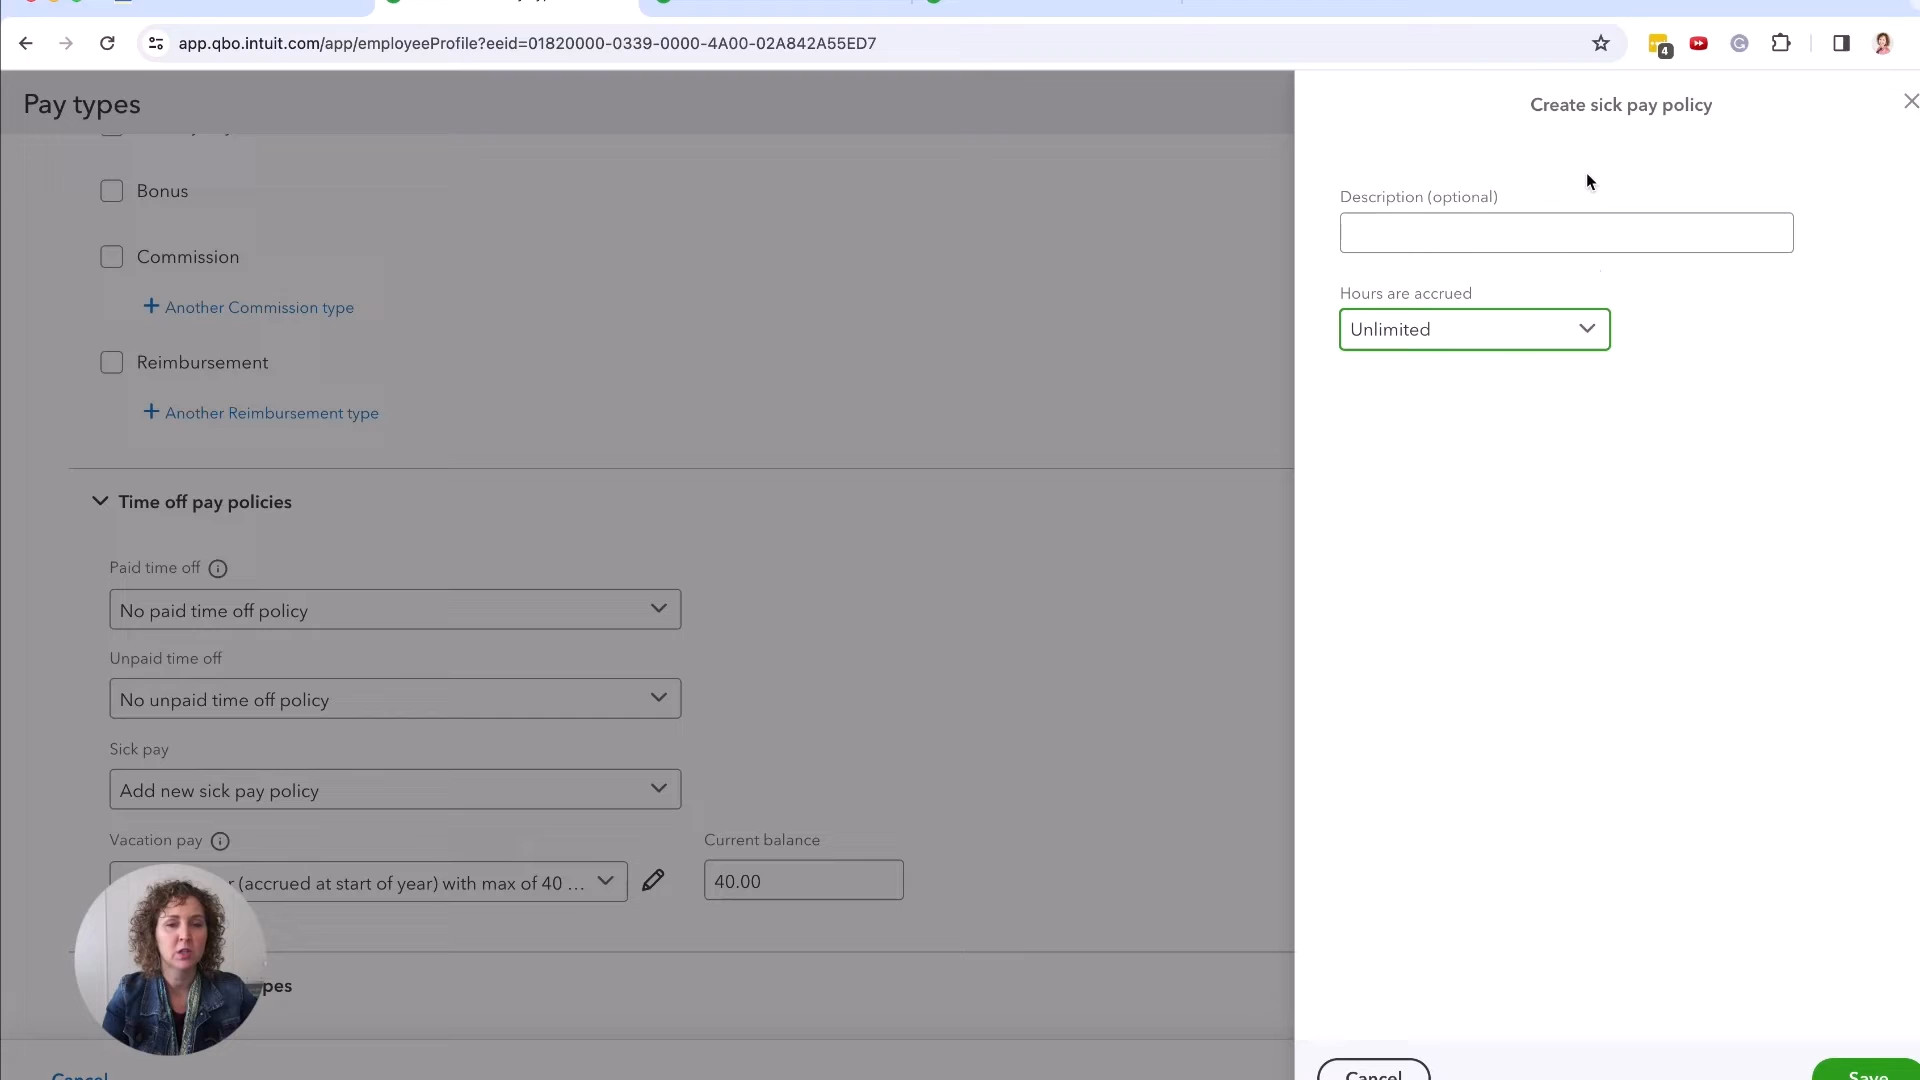 app.qbo.intuit.com/app/employeeProfile?eeid=01820000-0339-0000-4A00-02A842A55ED7
4
Pay types
Bonus
Commission
+ Another Commission type
Reimbursement
+ Another Reimbursement type
Time off pay policies
Paid time off
No paid time off policy
Unpaid time off
No unpaid time off policy
Sick pay
Add new sick pay policy
Vacation pay
Current balance
(accrued at start of year) with max of 40 ...
40.00
pes
Cancel
Create sick pay policy
Description (optional)
Hours are accrued
Unlimited
Cancel
Save